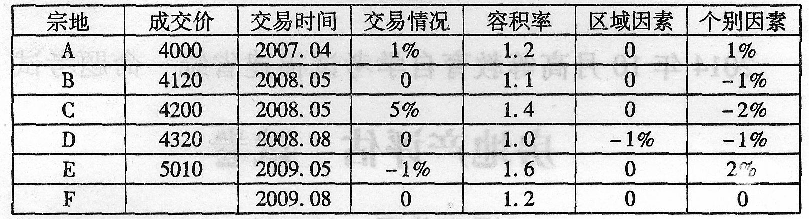 宗地 成交价 交易时间 交易情况 容积率 区域因素 个别因素
A 4000 2007.04 1% 1.2 0 1%
B 4120 2008.05 0 1.1 0 -1%
C 4200 2008.05 5% 1.4 0 -2%
D 4320 2008.08 0 1.0 -1% -1%
E 5010 2009.05 -1% 1.6 0 2%
F 2009.08 0 1.2 0 0